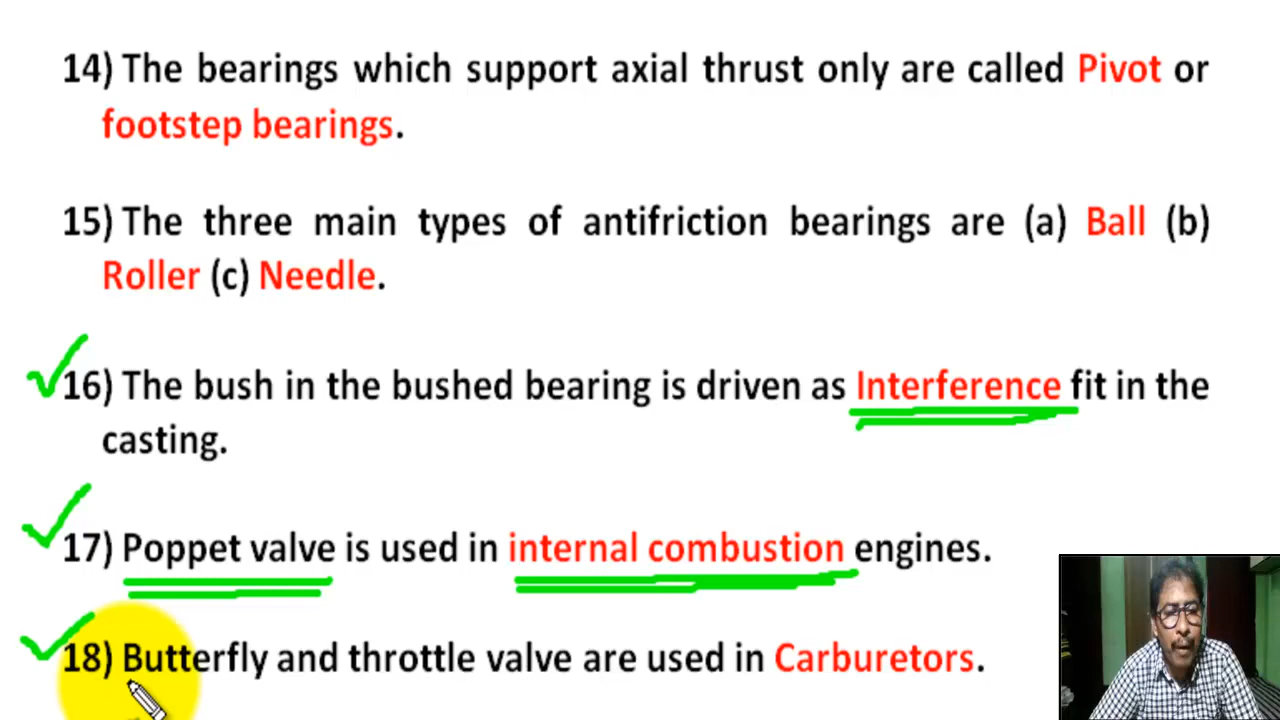 14) The bearings which support axial thrust only are called Pivot or
footstep bearings.
15) The three main types of antifriction bearings are (a) Ball (b)
Roller (c) Needle.
16) The bush in the bushed bearing is driven as Interference fit in the
casting.
17) Poppet valve is used in internal combustion engines.
18) Butterfly and throttle valve are used in Carburetors.